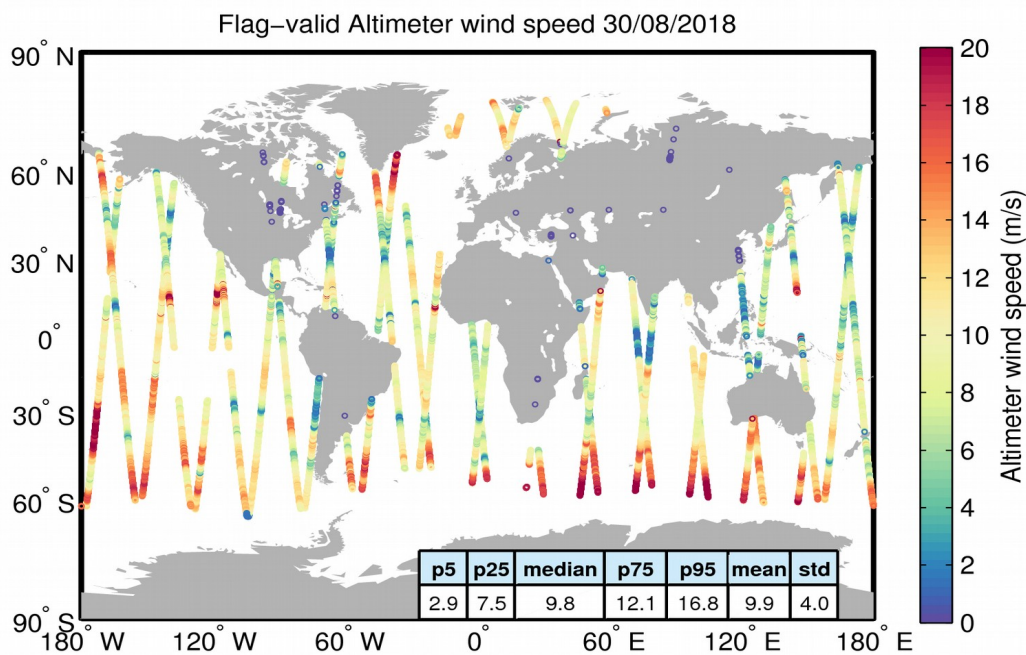 Flag-valid Altimeter wind speed 30/08/2018
90° N
60° N
30° N
0°
30° S
60° S
90° S
180° W 120° W 60° W 0° 60° E 120° E 180° E
p5 p25 median p75 p95 mean std
2.9 7.5 9.8 12.1 16.8 9.9 4.0
20
18
16
14
12
10
8
6
4
2
0
Altimeter wind speed (m/s)